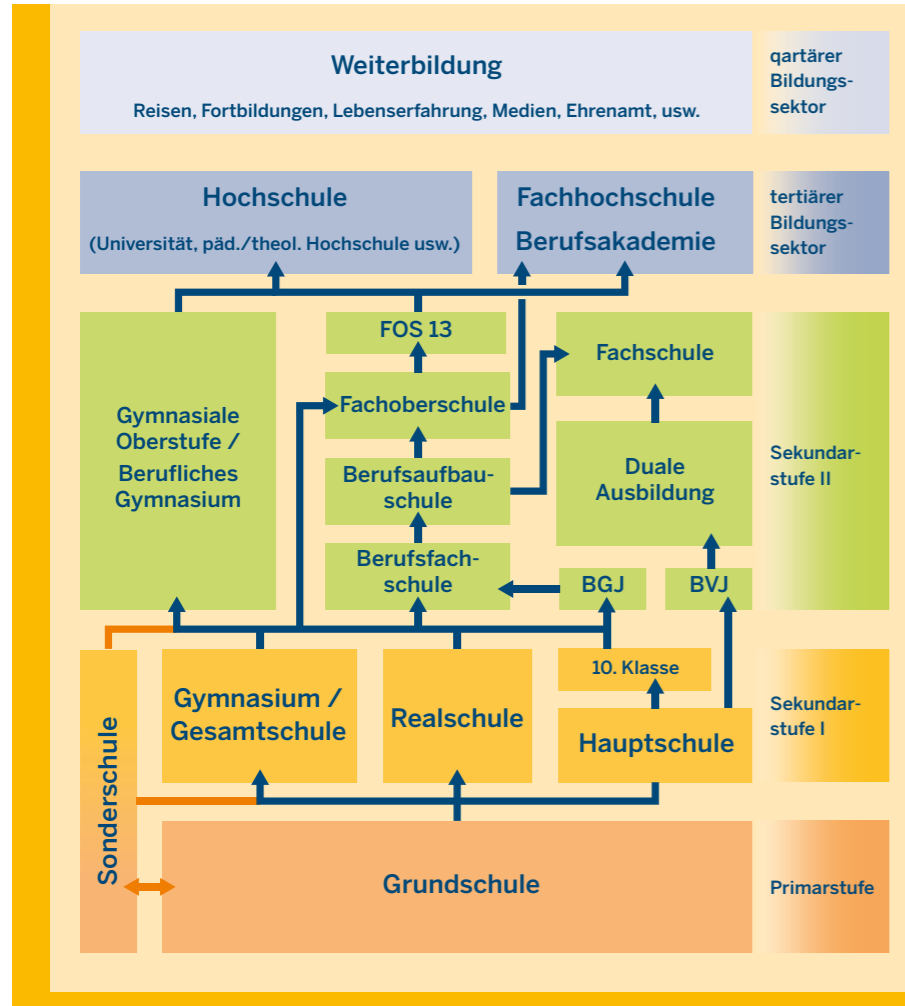 Weiterbildung
Reisen, Fortbildungen, Lebenserfahrung, Medien, Ehrenamt, usw.
qartärer
Bildungs-
sektor
Hochschule
(Universität, päd./theol. Hochschule usw.)
Fachhochschule
Berufsakademie
tertiärer
Bildungs-
sektor
Gymnasiale
Oberstufe /
Berufliches
Gymnasium
FOS 13
Fachoberschule
Berufsaufbau-
schule
Berufsfach-
schule
Fachschule
Duale
Ausbildung
BGJ
BVJ
Sekundar-
stufe II
Sonderschule
Gymnasium /
Gesamtschule
Realschule
10. Klasse
Hauptschule
Sekundar-
stufe I
Grundschule
Primarstufe